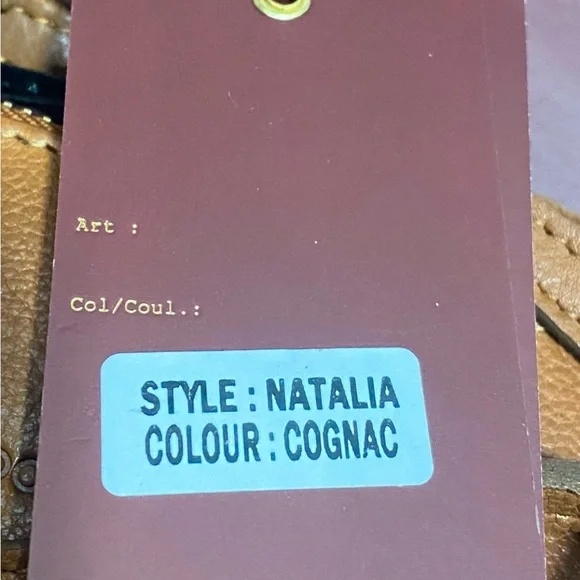 Art :
Col/Coul.:
STYLE : NATALIA
COLOUR : COGNAC